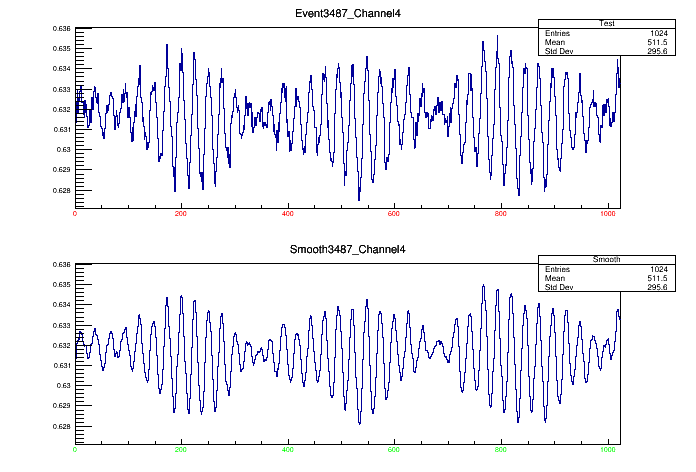 Event3487_Channel4
Test
Entries 1024
Mean 511.5
Std Dev 295.6
0.636
0.635
0.634
0.633
0.632
0.631
0.63
0.629
0.628
0 200 400 600 800 1000
Smooth3487_Channel4
Smooth
Entries 1024
Mean 511.5
Std Dev 295.6
0.636
0.635
0.634
0.633
0.632
0.631
0.63
0.629
0.628
0 200 400 600 800 1000